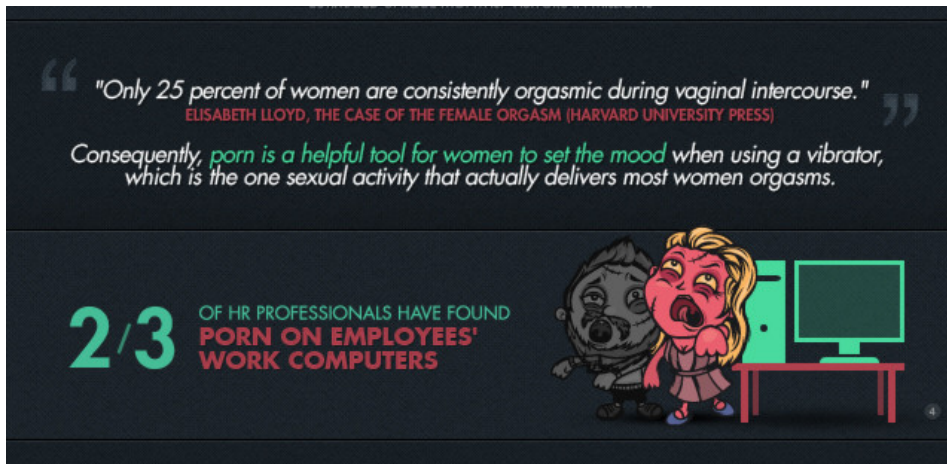 "Only 25 percent of women are consistently orgasmic during vaginal intercourse."
ELISABETH LLOYD, THE CASE OF THE FEMALE ORGASM (HARVARD UNIVERSITY PRESS)
Consequently, porn is a helpful tool for women to set the mood when using a vibrator,
which is the one sexual activity that actually delivers most women orgasms.
2/3
OF HR PROFESSIONALS HAVE FOUND
PORN ON EMPLOYEES'
WORK COMPUTERS
4